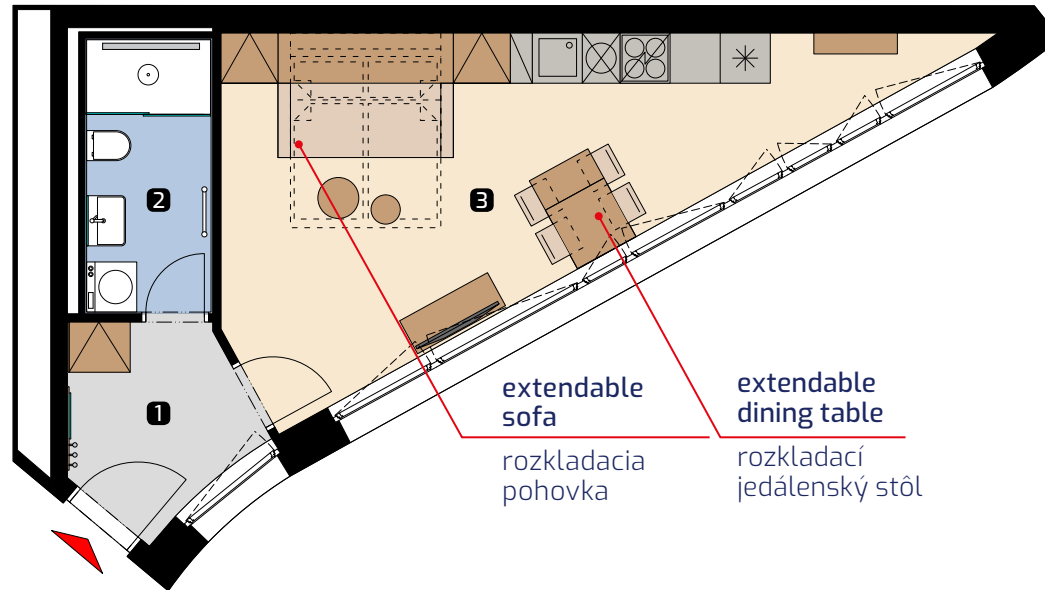 2
3
1
extendable
sofa
rozkladacia
pohovka
extendable
dining table
rozkladací
jedálenský stôl